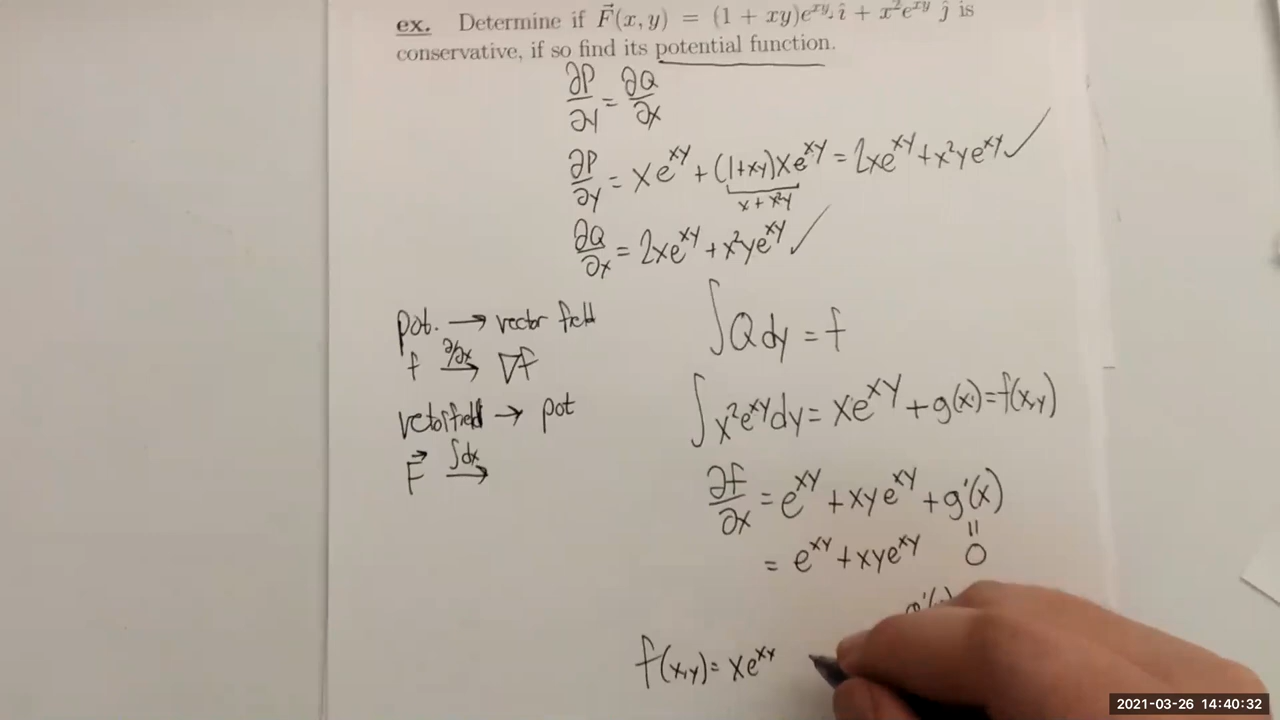 ex. Determine if F⃗(x, y) = (1 + xy)e^{xy} î + x²e^{xy} ĵ is
conservative, if so find its potential function.
∂P/∂y = ∂Q/∂x
∂P/∂y = xe^{xy} + (1+xy)xe^{xy} = 2xe^{xy} + x²ye^{xy} ✓
x + x²y
∂Q/∂x = 2xe^{xy} + x²ye^{xy} ✓
pot. → vector field
f ∂/∂x → ∇f
vector field → pot
F⃗ ∫dx →
∫Q dy = f
∫x²e^{xy}dy = xe^{xy} + g(x) = f(x,y)
∂f/∂x = e^{xy} + xye^{xy} + g'(x)
= e^{xy} + xye^{xy} = 0
f(x,y) = xe^{xy}
2021-03-26 14:40:32